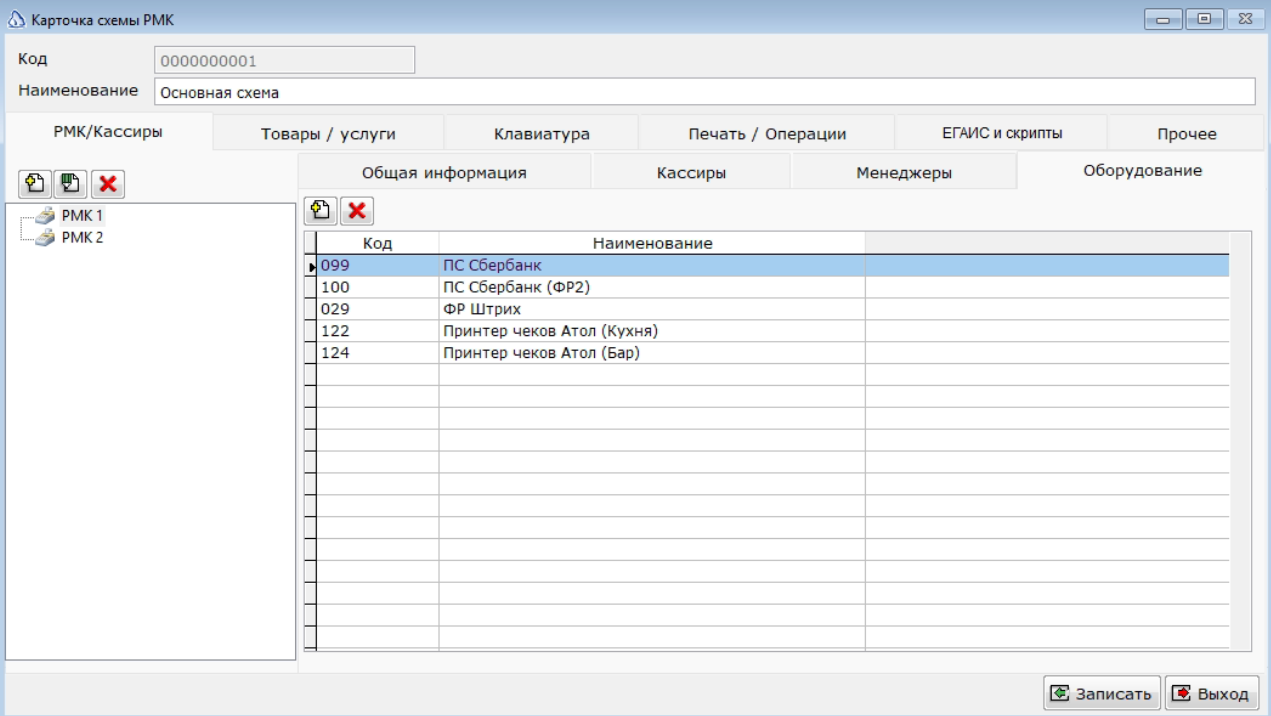 Карточка схемы РМК
Код 0000000001
Наименование Основная схема
РМК/Кассиры Товары / услуги Клавиатура Печать / Операции ЕГАИС и скрипты Прочее
Общая информация Кассиры Менеджеры Оборудование
РМК 1
РМК 2
Код Наименование
099 ПС Сбербанк
100 ПС Сбербанк (ФР2)
029 ФР Штрих
122 Принтер чеков Атол (Кухня)
124 Принтер чеков Атол (Бар)
Записать Выход